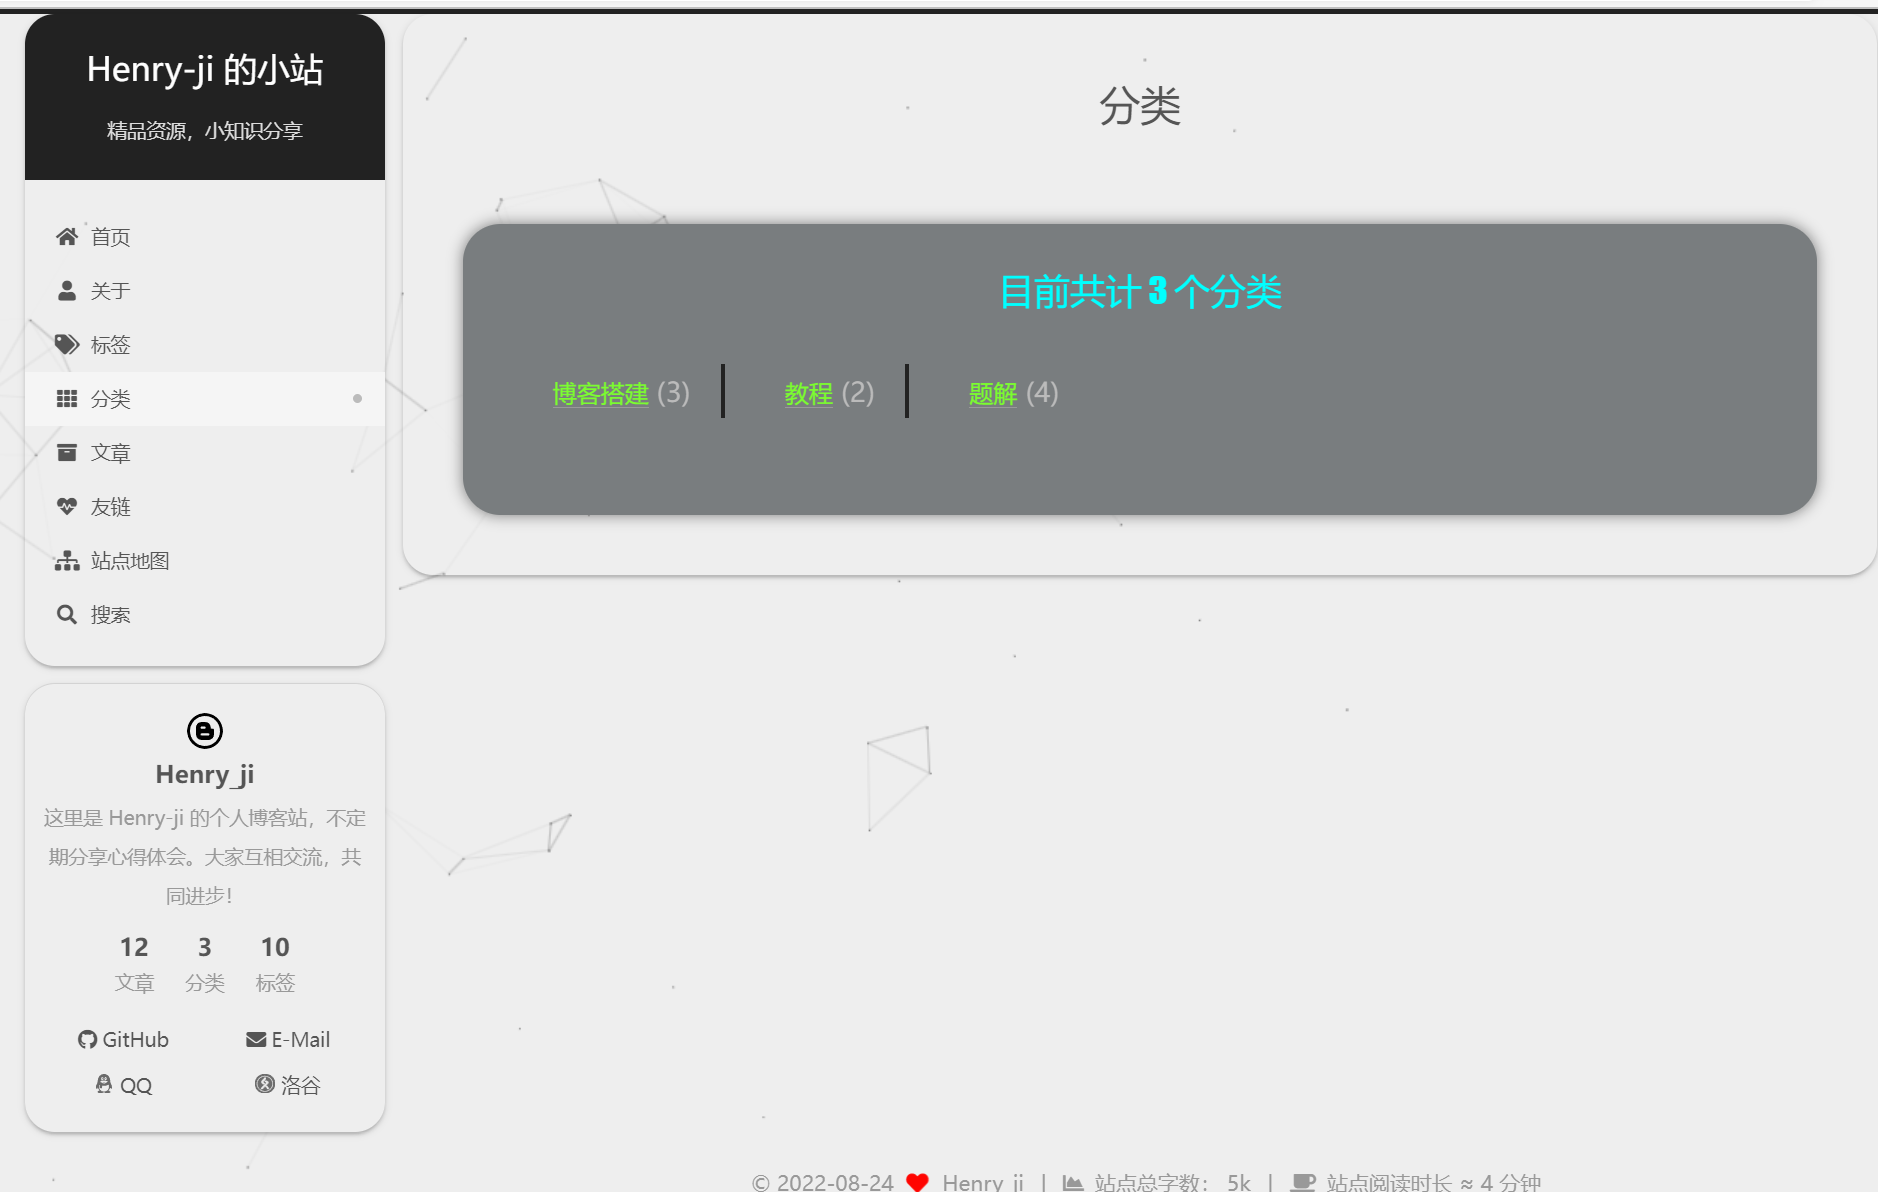 Henry-ji 的小站
精品资源，小知识分享
首页
关于
标签
分类
文章
友链
站点地图
搜索
Henry_ji
这里是 Henry-ji 的个人博客站，不定
期分享心得体会。大家互相交流，共
同进步！
12 3 10
文章 分类 标签
GitHub E-Mail
QQ 洛谷
分类
目前共计 3 个分类
博客搭建 (3) 教程 (2) 题解 (4)
© 2022-08-24 Henry_ji | 站点总字数： 5k | 站点阅读时长 ≈ 4 分钟